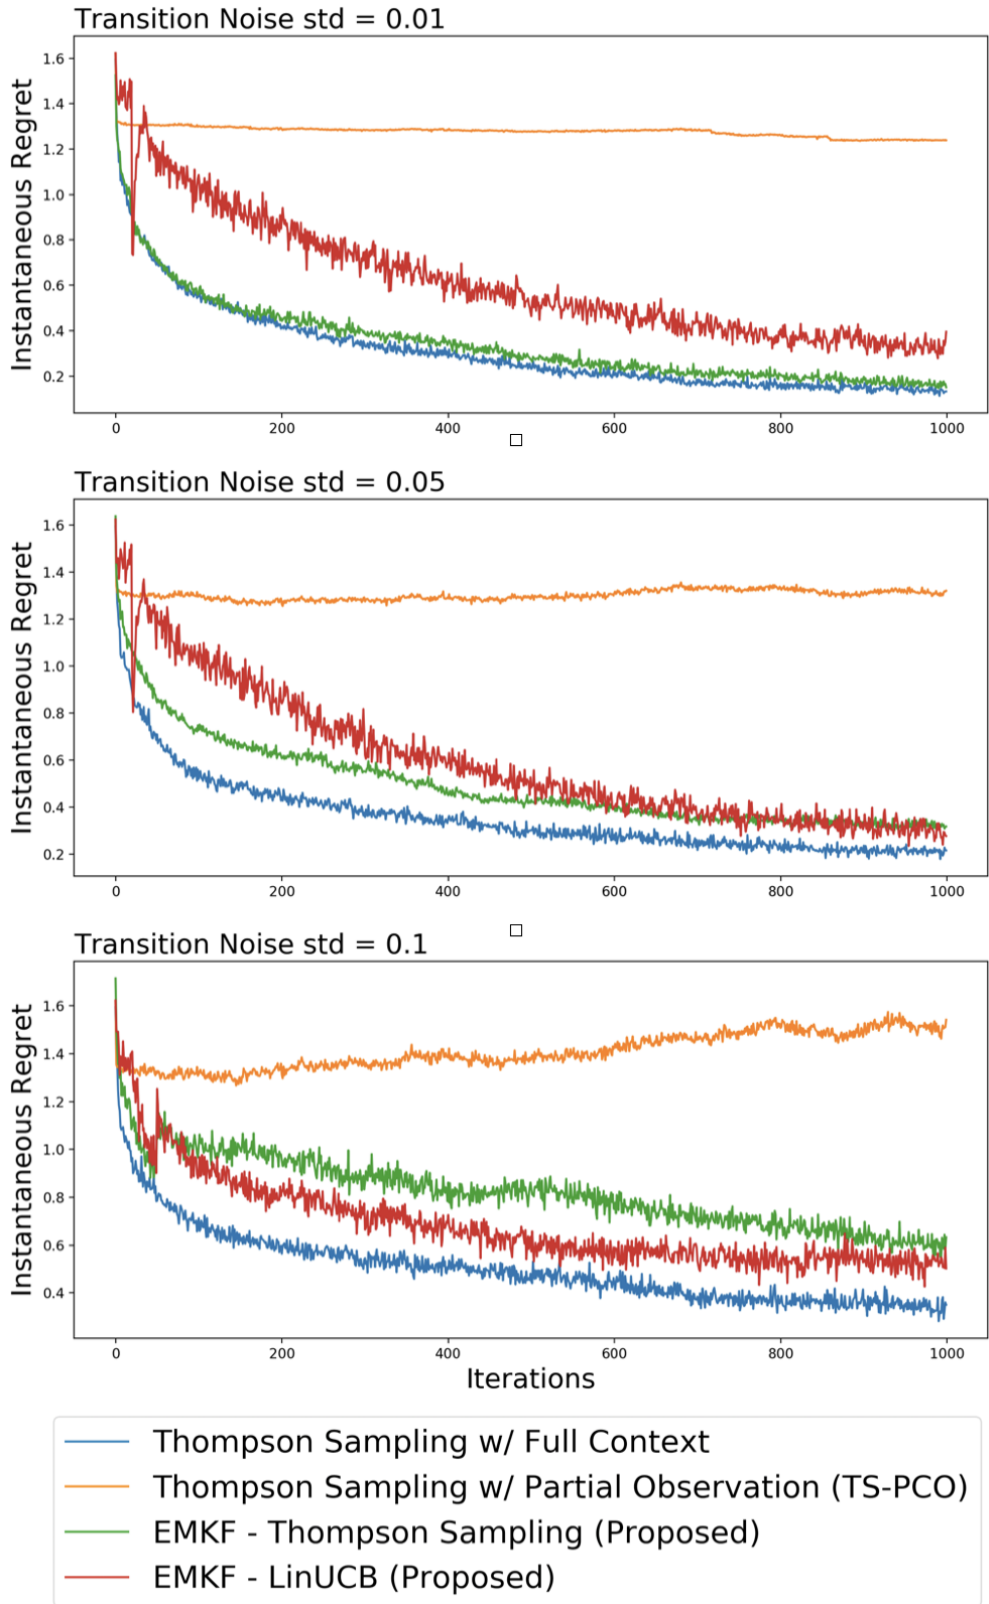 Transition Noise std = 0.01
Instantaneous Regret
1.6
1.4
1.2
1.0
0.8
0.6
0.4
0.2
0 200 400 600 800 1000
Transition Noise std = 0.05
Instantaneous Regret
1.6
1.4
1.2
1.0
0.8
0.6
0.4
0.2
0 200 400 600 800 1000
Transition Noise std = 0.1
Instantaneous Regret
1.6
1.4
1.2
1.0
0.8
0.6
0.4
0 200 400 600 800 1000
Iterations
Thompson Sampling w/ Full Context
Thompson Sampling w/ Partial Observation (TS-PCO)
EMKF - Thompson Sampling (Proposed)
EMKF - LinUCB (Proposed)